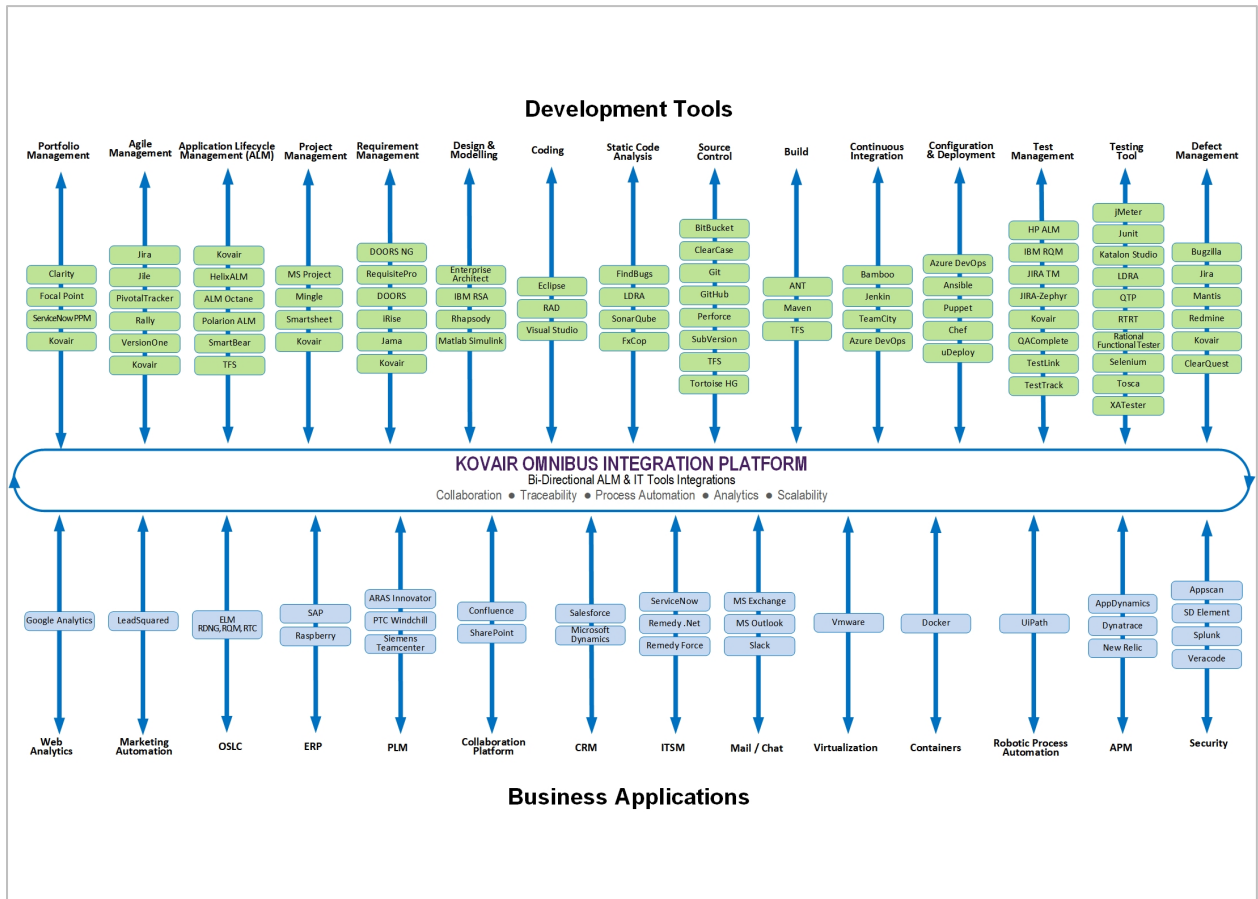 Development Tools
Portfolio
Management
Agile
Management
Application Lifecycle
Management (ALM)
Project
Management
Requirement
Management
Design &
Modelling
Coding
Static Code
Analysis
Source
Control
Build
Continuous
Integration
Configuration
& Deployment
Test
Management
Testing
Tool
Defect
Management
Clarity
Focal Point
ServiceNow PPM
Kovair
Jira
Jile
PivotalTracker
Rally
VersionOne
Kovair
Kovair
HelixALM
ALM Octane
Polarion ALM
SmartBear
TFS
MS Project
Mingle
Smartsheet
Kovair
DOORS NG
RequisitePro
DOORS
iRise
Jama
Kovair
Enterprise
Architect
IBM RSA
Rhapsody
Matlab Simulink
Eclipse
RAD
Visual Studio
FindBugs
LDRA
SonarQube
FxCop
BitBucket
ClearCase
Git
GitHub
Perforce
SubVersion
TFS
Tortoise HG
ANT
Maven
TFS
Bamboo
Jenkin
TeamCity
Azure DevOps
Azure DevOps
Ansible
Puppet
Chef
uDeploy
HP ALM
IBM RQM
JIRA TM
JIRA-Zephyr
Kovair
QAComplete
TestLink
TestTrack
jMeter
Junit
Katalon Studio
LDRA
QTP
RTRT
Rational
Functional Tester
Selenium
Tosca
XATester
Bugzilla
Jira
Mantis
Redmine
Kovair
ClearQuest
KOVAIR OMNIBUS INTEGRATION PLATFORM
Bi-Directional ALM & IT Tools Integrations
Collaboration ● Traceability ● Process Automation ● Analytics ● Scalability
Google Analytics
LeadSquared
ELM
RDNG,RQM,RTC
SAP
Raspberry
ARAS Innovator
PTC Windchill
Siemens
Teamcenter
Confluence
SharePoint
Salesforce
Microsoft
Dynamics
ServiceNow
Remedy .Net
Remedy Force
MS Exchange
MS Outlook
Slack
Vmware
Docker
UiPath
AppDynamics
Dynatrace
New Relic
Appscan
SD Element
Splunk
Veracode
Web
Analytics
Marketing
Automation
OSLC
ERP
PLM
Collaboration
Platform
CRM
ITSM
Mail / Chat
Virtualization
Containers
Robotic Process
Automation
APM
Security
Business Applications